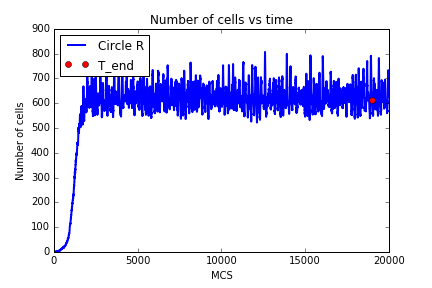 Number of cells vs time
Number of cells
900
800
700
600
500
400
300
200
100
0
Circle R
T_end
0 5000 10000 15000 20000
MCS